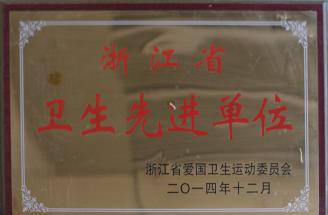 浙江省
卫生先进单位
浙江省爱国卫生运动委员会
二〇一四年十二月